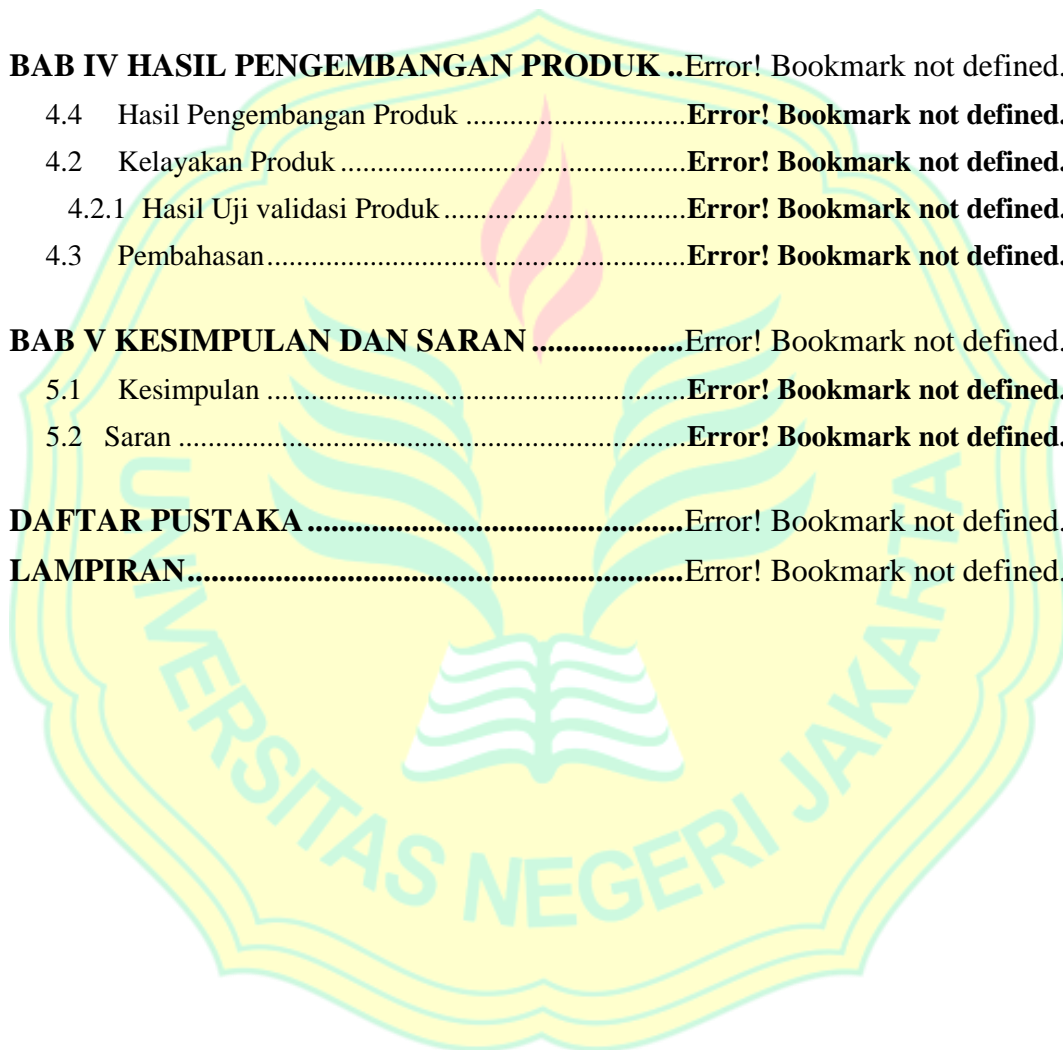 BAB IV HASIL PENGEMBANGAN PRODUK ..Error! Bookmark not defined.
4.4 Hasil Pengembangan Produk ..............................Error! Bookmark not defined.
4.2 Kelayakan Produk ...............................................Error! Bookmark not defined.
4.2.1 Hasil Uji validasi Produk .................................Error! Bookmark not defined.
4.3 Pembahasan.........................................................Error! Bookmark not defined.
BAB V KESIMPULAN DAN SARAN ...................Error! Bookmark not defined.
5.1 Kesimpulan .........................................................Error! Bookmark not defined.
5.2 Saran .....................................................................Error! Bookmark not defined.
DAFTAR PUSTAKA ...............................................Error! Bookmark not defined.
LAMPIRAN...............................................................Error! Bookmark not defined.
UNIVERSITAS NEGERI JAKARTA